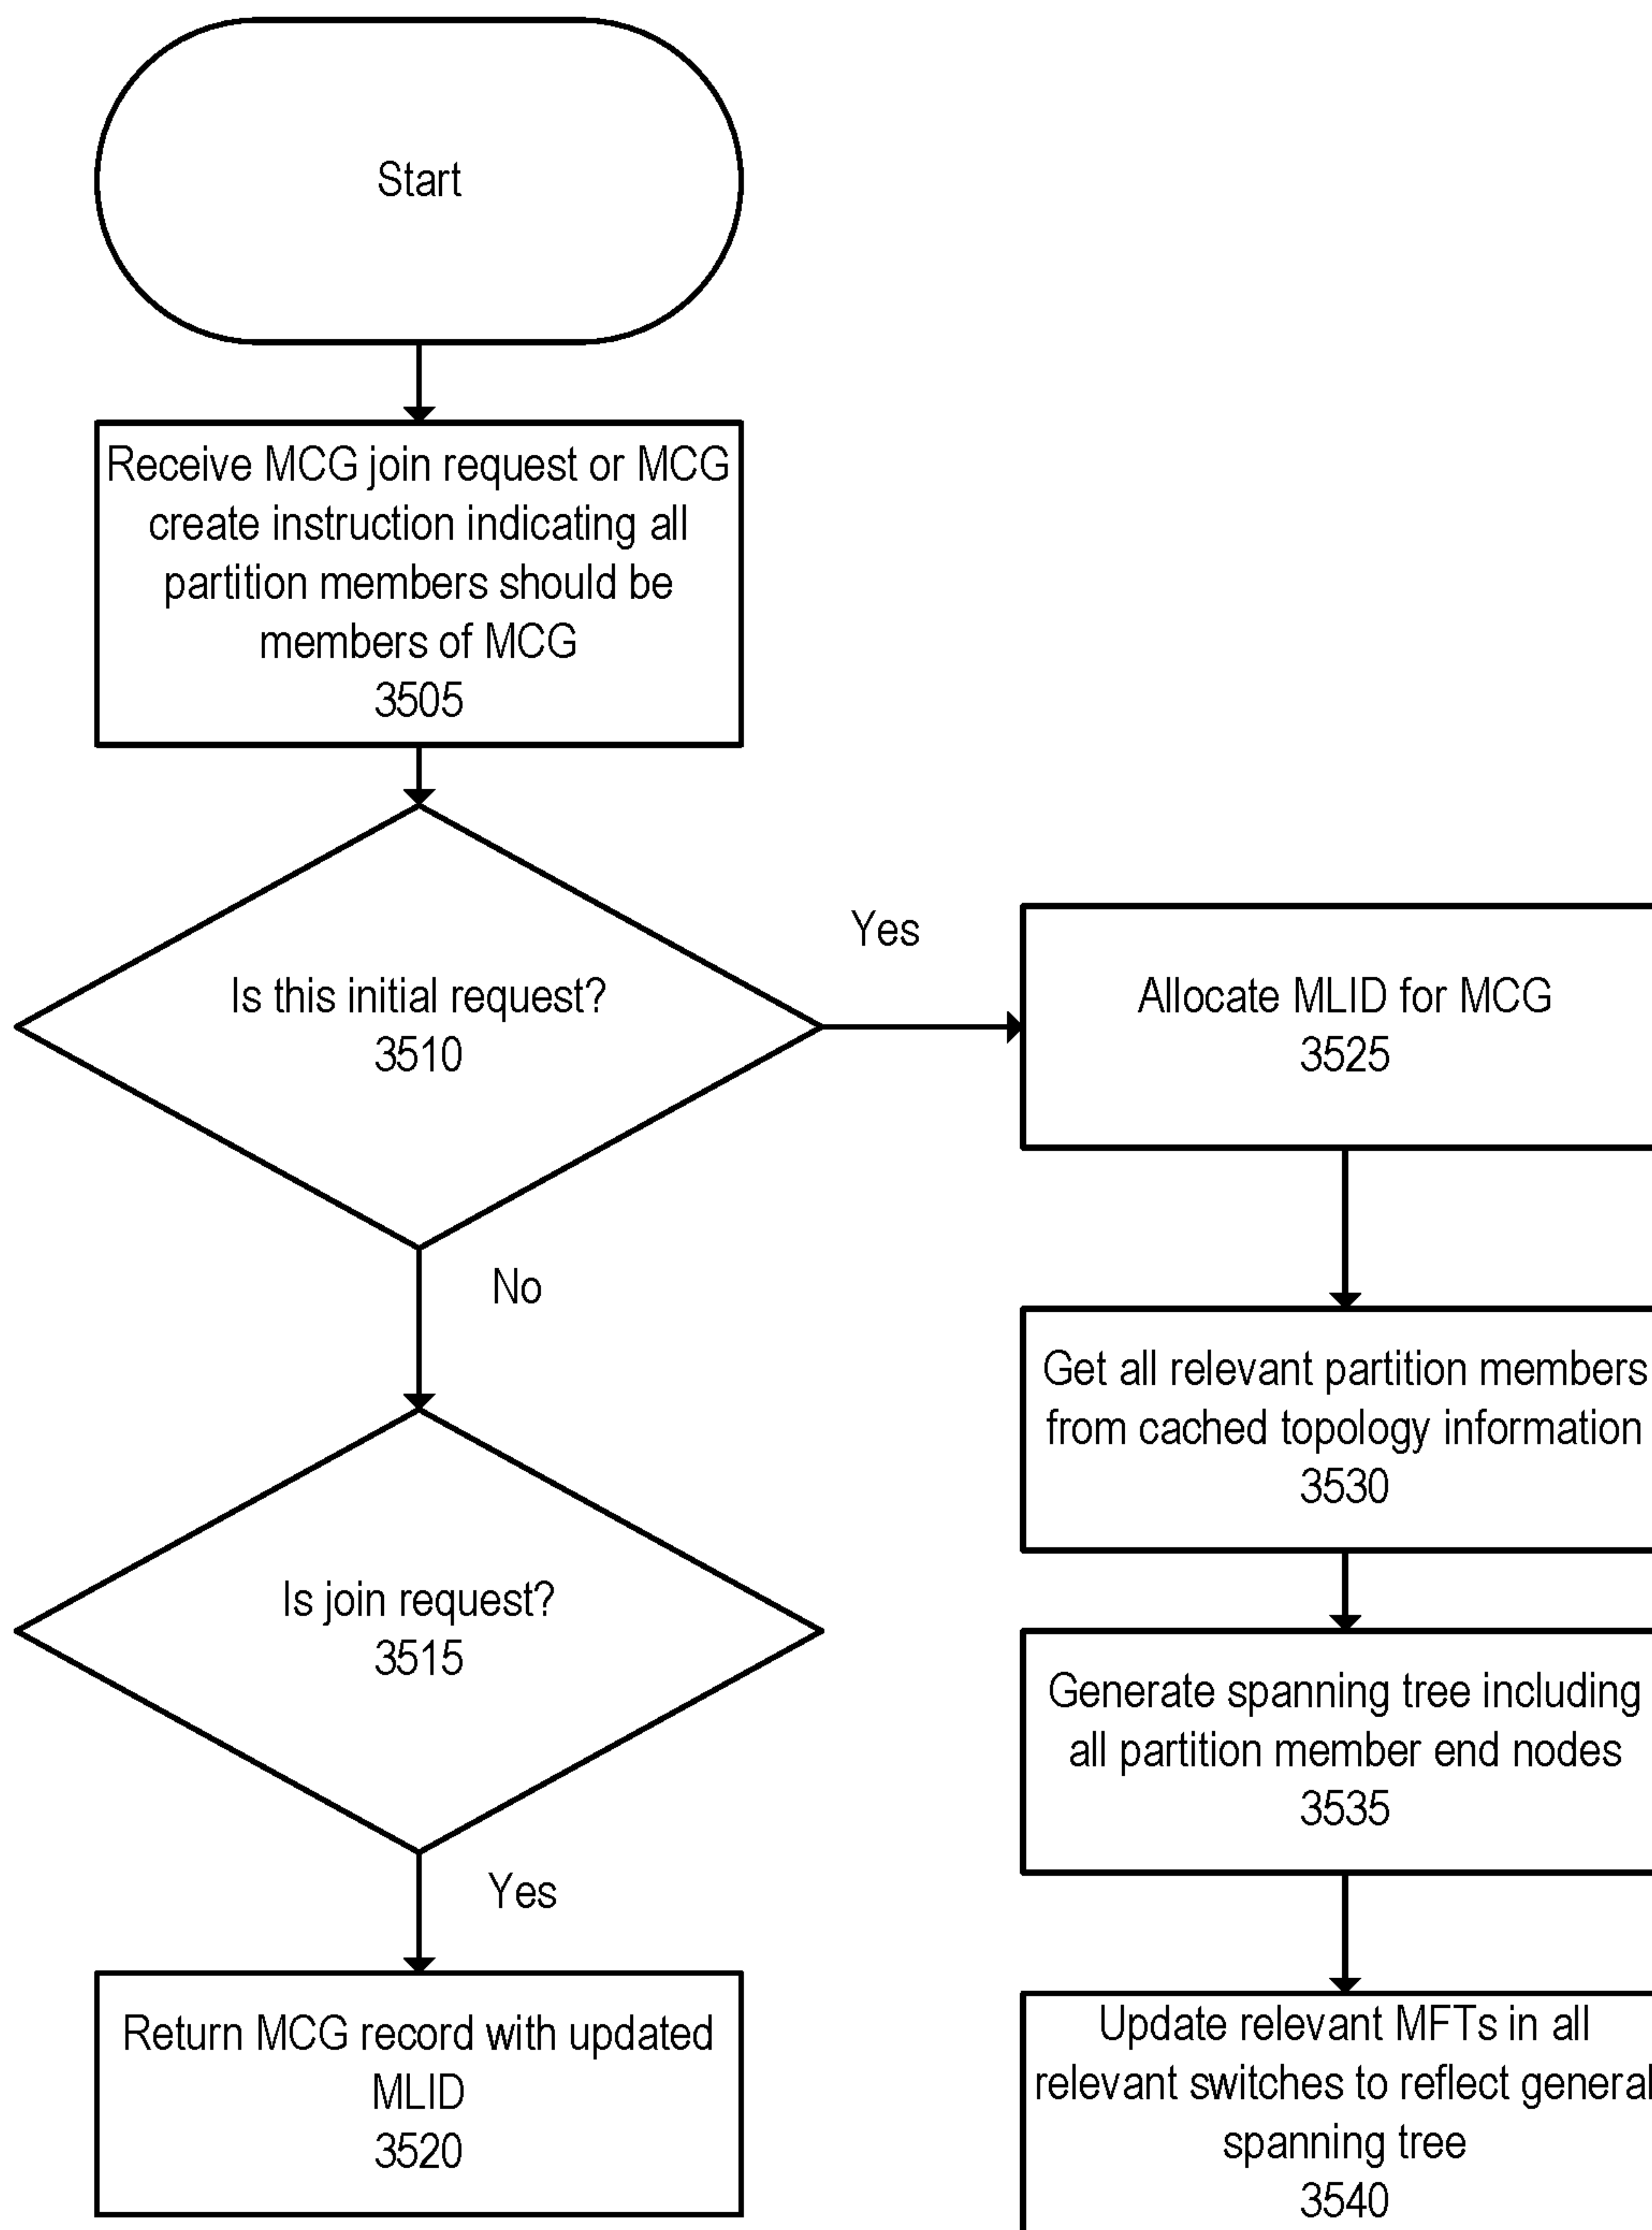 Start
Receive MCG join request or MCG
create instruction indicating all
partition members should be
members of MCG
3505
Is this initial request?
3510
Yes
No
Is join request?
3515
Yes
Return MCG record with updated
MLID
3520
Allocate MLID for MCG
3525
Get all relevant partition members
from cached topology information
3530
Generate spanning tree including
all partition member end nodes
3535
Update relevant MFTs in all
relevant switches to reflect general
spanning tree
3540